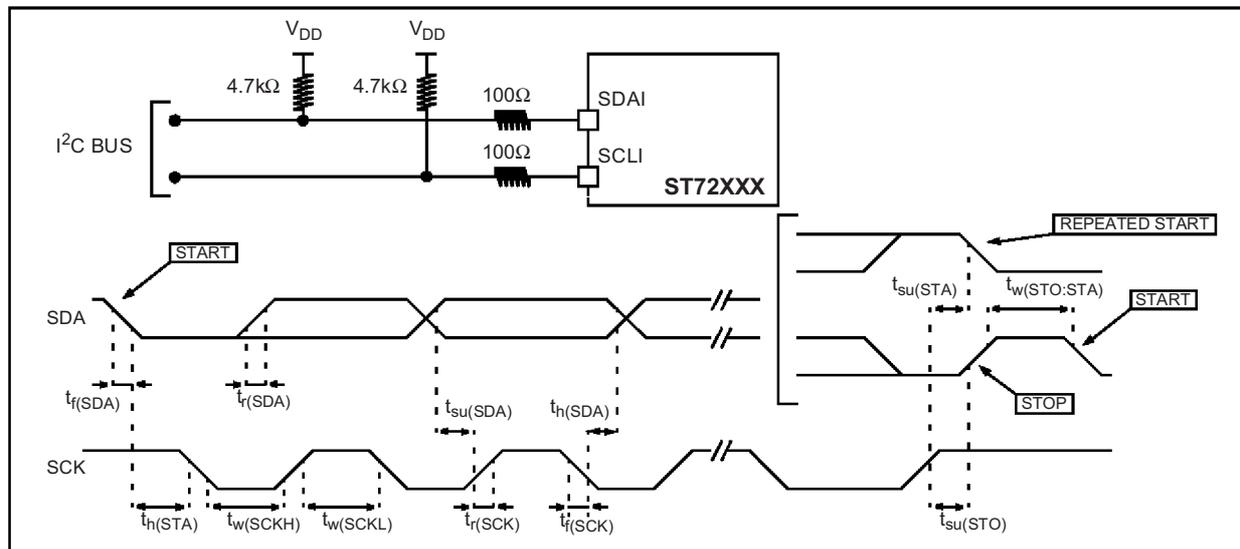 V_DD V_DD
4.7kΩ 4.7kΩ
100Ω SDAI
I²C BUS
100Ω SCLI
ST72XXX
REPEATED START
START
t_su(STA) t_w(STO:STA) START
SDA
t_f(SDA) t_r(SDA) t_su(SDA) t_h(SDA) STOP
SCK
t_h(STA) t_w(SCKH) t_w(SCKL) t_r(SCK) t_f(SCK) t_su(STO)